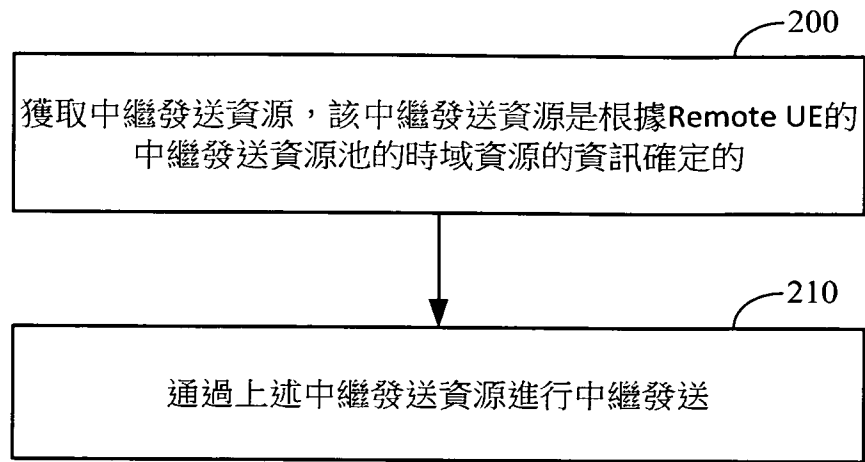 200
獲取中繼發送資源，該中繼發送資源是根據Remote UE的
中繼發送資源池的時域資源的資訊確定的
210
通過上述中繼發送資源進行中繼發送